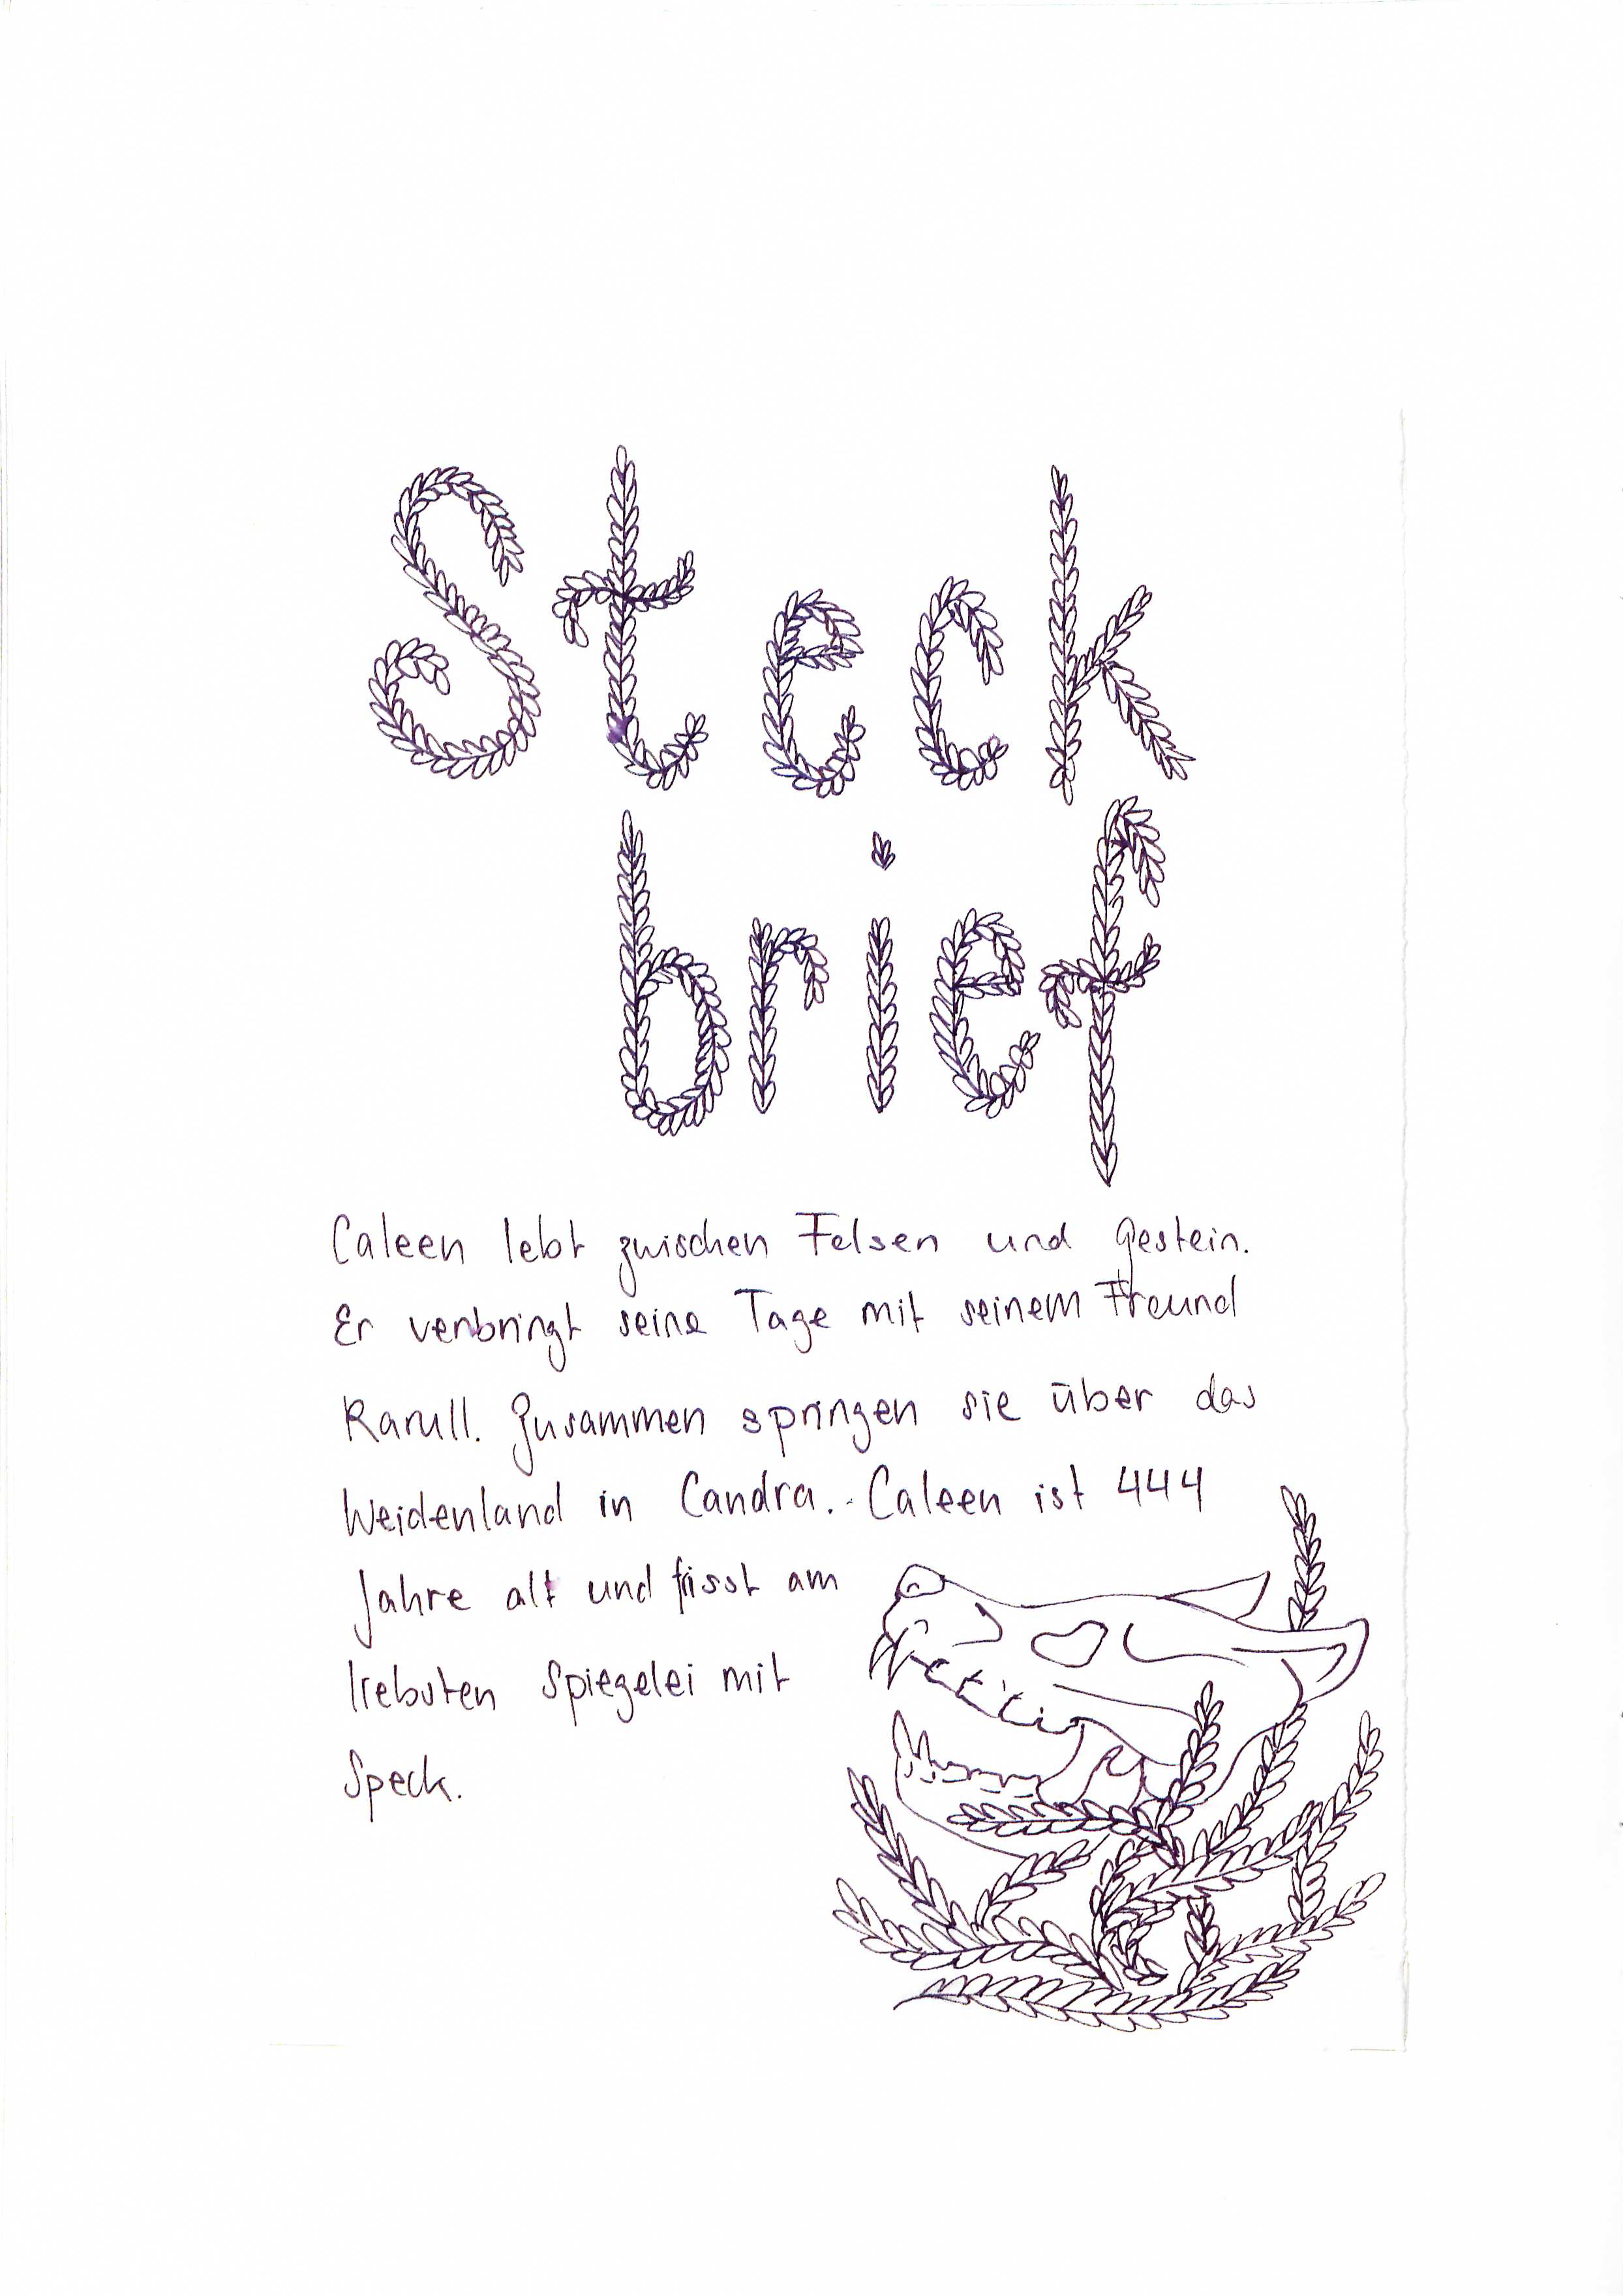 Steck
brief
Caleen lebt zwischen Felsen und Gestein.
Er verbringt seine Tage mit seinem Freund
Rarull. Zusammen springen sie über das
Weidenland in Candra. Caleen ist 444
Jahre alt und frisst am
liebsten Spiegelei mit
Speck.